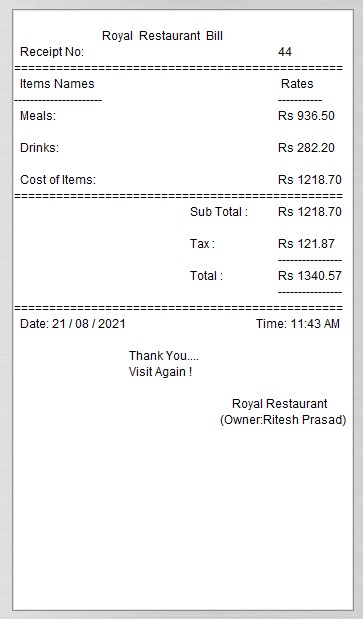 Royal Restaurant Bill
Receipt No: 44
===========================================
Items Names Rates
---------------------- -----------
Meals: Rs 936.50
Drinks: Rs 282.20
Cost of Items: Rs 1218.70
===========================================
Sub Total : Rs 1218.70
Tax : Rs 121.87
----------------
Total : Rs 1340.57
----------------
===========================================
Date: 21 / 08 / 2021 Time: 11:43 AM
Thank You....
Visit Again !
Royal Restaurant
(Owner:Ritesh Prasad)